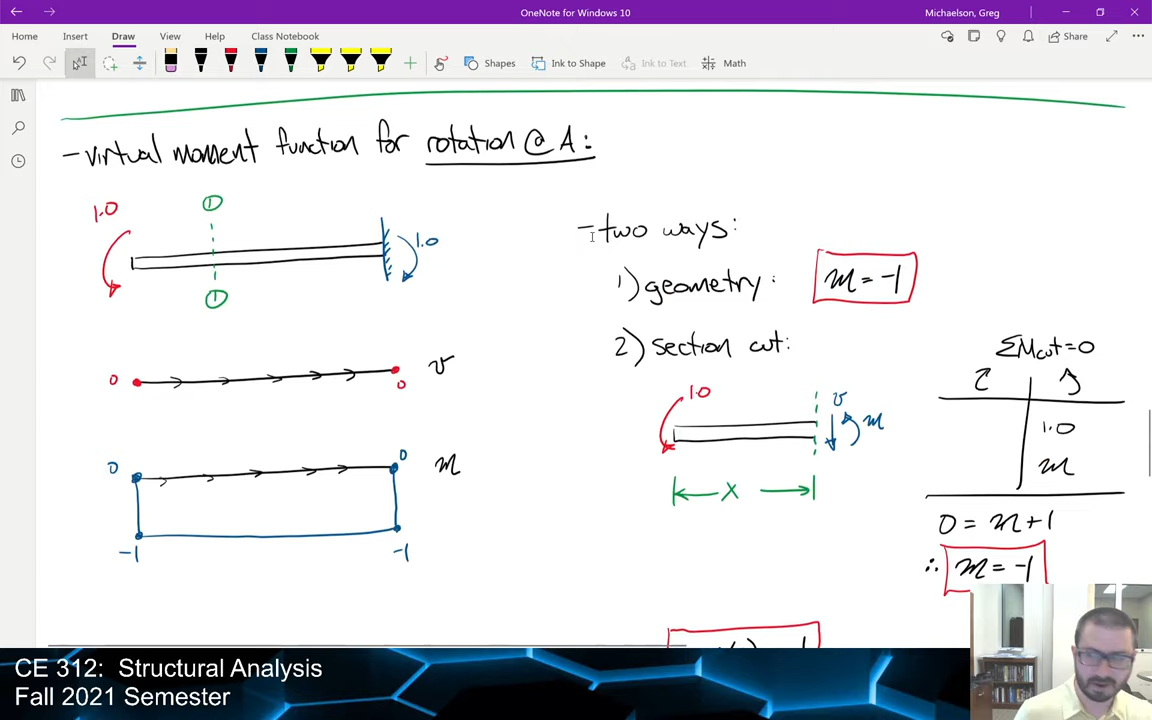 OneNote for Windows 10
Michaelson, Greg
Home Insert Draw View Help Class Notebook
Share
Shapes Ink to Shape Ink to Text Math
- virtual moment function for rotation @ A:
1.0
1
1.0
1
0 0 v
0 0 m
-1 -1
- two ways:
1) geometry: m = -1
2) section cut:
1.0 v m
x
ΣMcut = 0
1.0
m
0 = m + 1
∴ m = -1
CE 312: Structural Analysis
Fall 2021 Semester